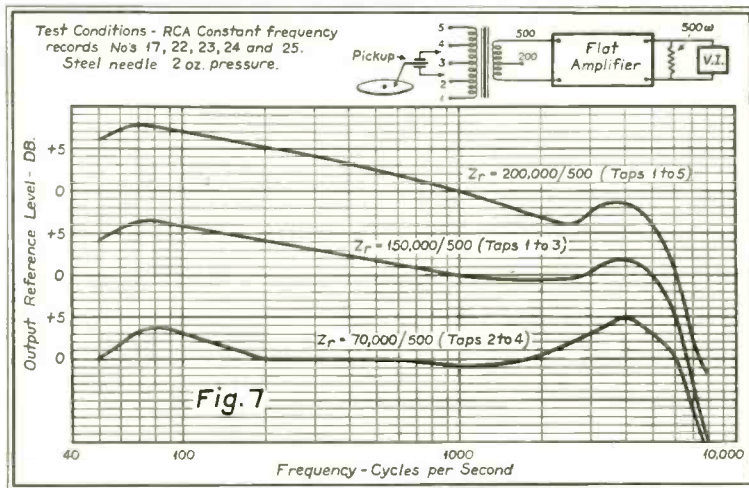 Test Conditions - RCA Constant frequency
records No's 17, 22, 23, 24 and 25.
Steel needle 2 oz. pressure.
Pickup
5
4
3
2
1
500
200
Flat
Amplifier
500ω
V.I.
Output Reference Level - DB.
+5
0
+5
0
+5
0
Zr = 200,000/500 (Taps 1 to 5)
Zr = 150,000/500 (Taps 1 to 3)
Zr = 70,000/500 (Taps 2 to 4)
Fig. 7
40
100
1000
10,000
Frequency - Cycles per Second